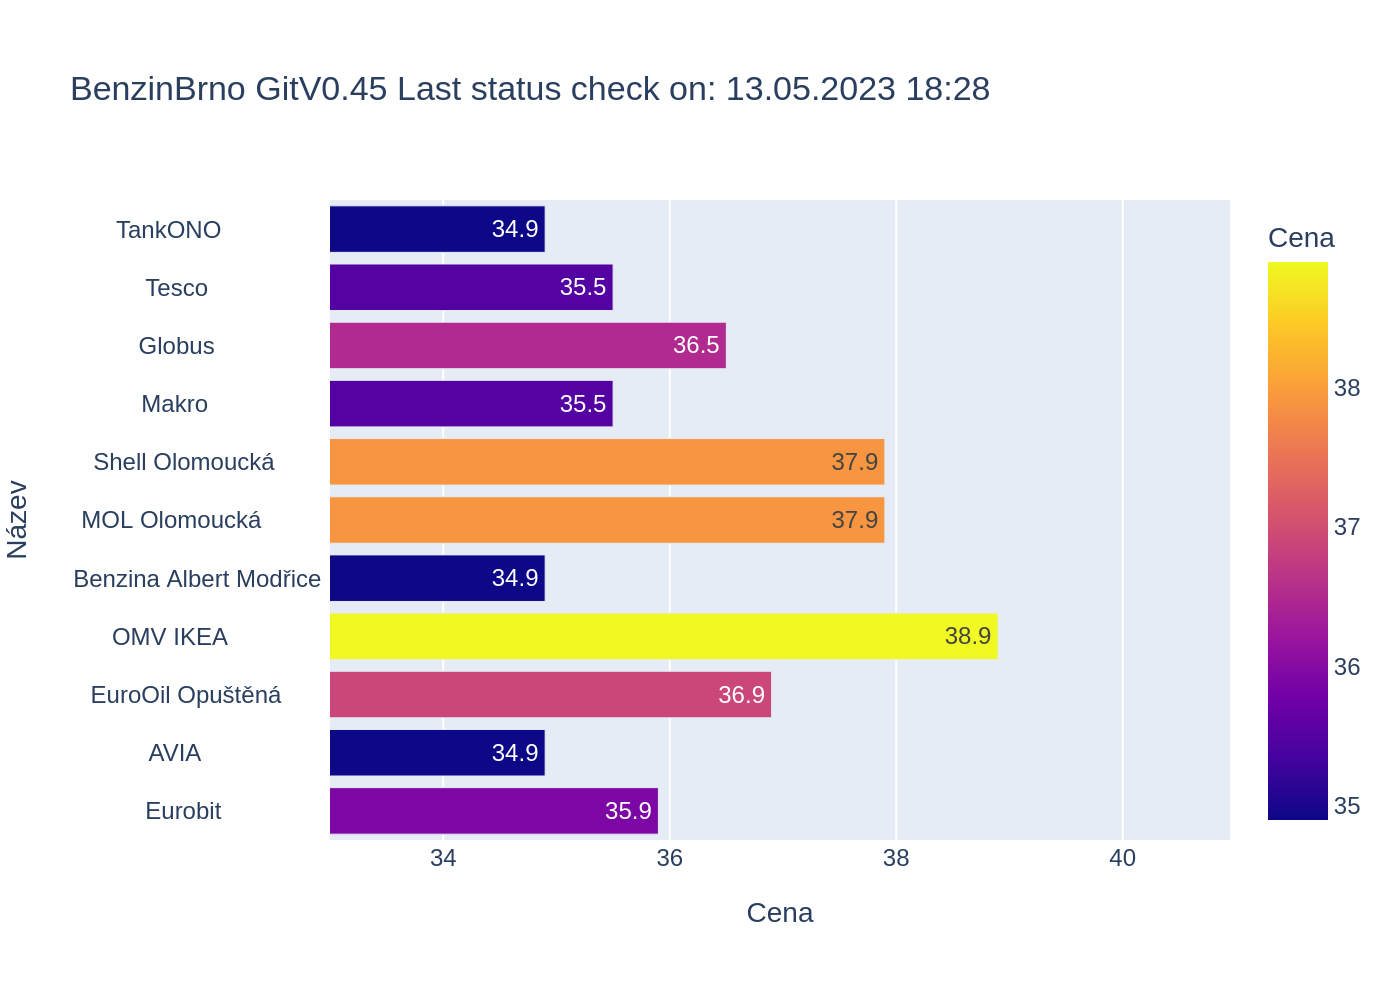 BenzinBrno GitV0.45 Last status check on: 13.05.2023 18:28
Název
TankONO 34.9
Tesco 35.5
Globus 36.5
Makro 35.5
Shell Olomoucká 37.9
MOL Olomoucká 37.9
Benzina Albert Modřice 34.9
OMV IKEA 38.9
EuroOil Opuštěná 36.9
AVIA 34.9
Eurobit 35.9
34 36 38 40
Cena
Cena
38
37
36
35